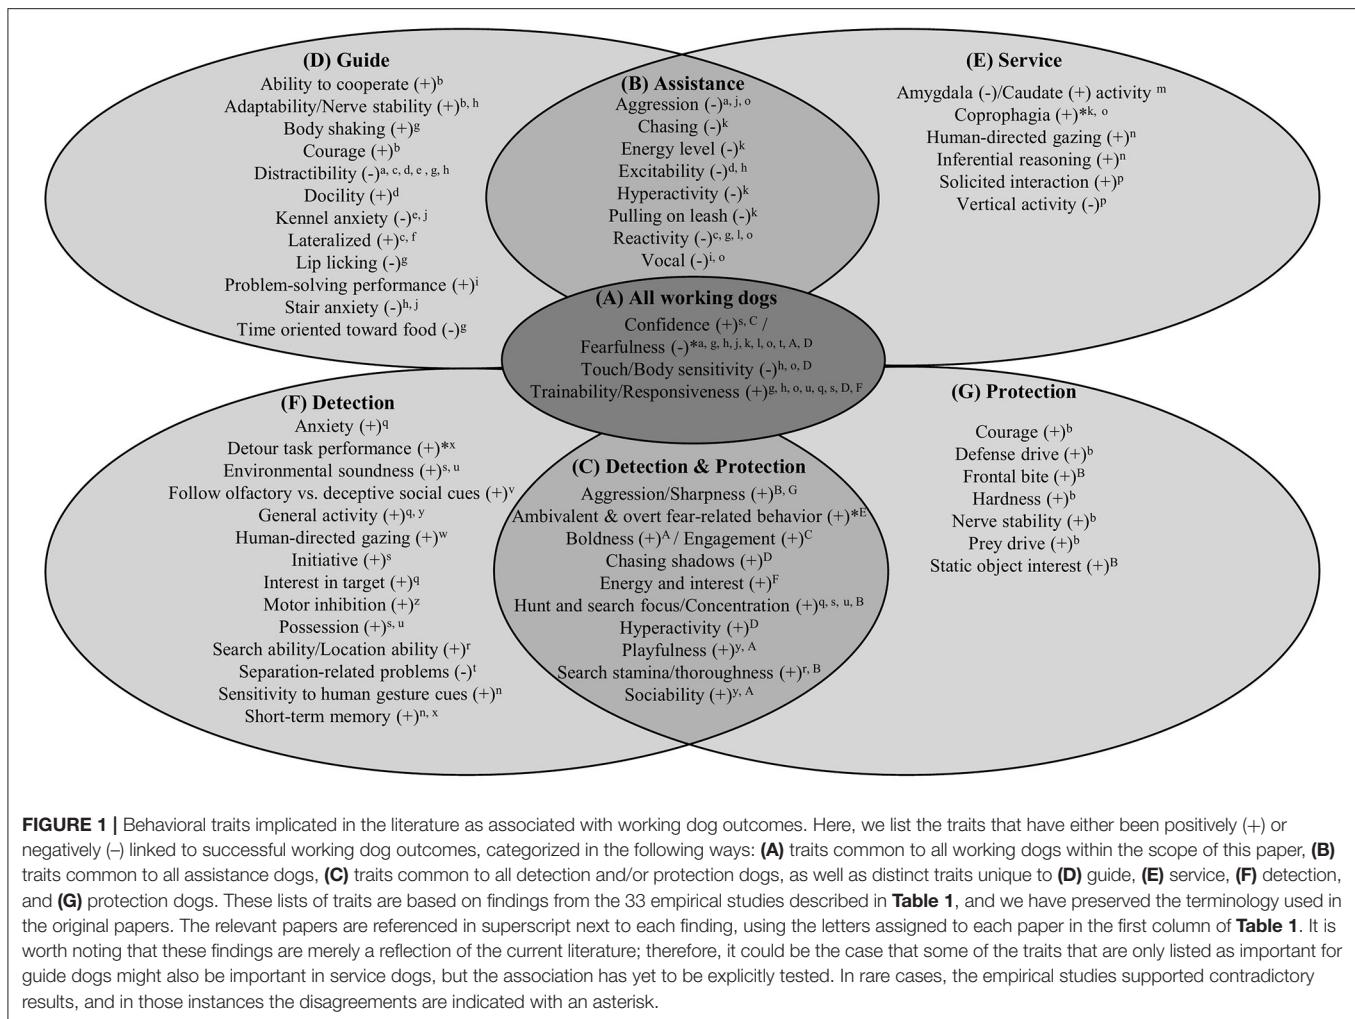 (D) Guide
Ability to cooperate (+)b
Adaptability/Nerve stability (+)b, h
Body shaking (+)g
Courage (+)b
Distractibility (-)a, c, d, e , g, h
Docility (+)d
Kennel anxiety (-)e, j
Lateralized (+)c, f
Lip licking (-)g
Problem-solving performance (+)i
Stair anxiety (-)h, j
Time oriented toward food (-)g
(B) Assistance
Aggression (-)a, j, o
Chasing (-)k
Energy level (-)k
Excitability (-)d, h
Hyperactivity (-)k
Pulling on leash (-)k
Reactivity (-)c, g, l, o
Vocal (-)i, o
(E) Service
Amygdala (-)/Caudate (+) activity m
Coprophagia (+)*k, o
Human-directed gazing (+)n
Inferential reasoning (+)n
Solicited interaction (+)p
Vertical activity (-)p
(A) All working dogs
Confidence (+)s, C /
Fearfulness (-)*a, g, h, j, k, l, o, t, A, D
Touch/Body sensitivity (-)h, o, D
Trainability/Responsiveness (+)g, h, o, u, q, s, D, F
(F) Detection
Anxiety (+)q
Detour task performance (+)*x
Environmental soundness (+)s, u
Follow olfactory vs. deceptive social cues (+)v
General activity (+)q, y
Human-directed gazing (+)w
Initiative (+)s
Interest in target (+)q
Motor inhibition (+)z
Possession (+)s, u
Search ability/Location ability (+)r
Separation-related problems (-)t
Sensitivity to human gesture cues (+)n
Short-term memory (+)n, x
(C) Detection & Protection
Aggression/Sharpness (+)B, G
Ambivalent & overt fear-related behavior (+)*E
Boldness (+)A / Engagement (+)C
Chasing shadows (+)D
Energy and interest (+)F
Hunt and search focus/Concentration (+)q, s, u, B
Hyperactivity (+)D
Playfulness (+)y, A
Search stamina/thoroughness (+)r, B
Sociability (+)y, A
(G) Protection
Courage (+)b
Defense drive (+)b
Frontal bite (+)B
Hardness (+)b
Nerve stability (+)b
Prey drive (+)b
Static object interest (+)B
FIGURE 1 | Behavioral traits implicated in the literature as associated with working dog outcomes. Here, we list the traits that have either been positively (+) or
negatively (–) linked to successful working dog outcomes, categorized in the following ways: (A) traits common to all working dogs within the scope of this paper, (B)
traits common to all assistance dogs, (C) traits common to all detection and/or protection dogs, as well as distinct traits unique to (D) guide, (E) service, (F) detection,
and (G) protection dogs. These lists of traits are based on findings from the 33 empirical studies described in Table 1, and we have preserved the terminology used in
the original papers. The relevant papers are referenced in superscript next to each finding, using the letters assigned to each paper in the first column of Table 1. It is
worth noting that these findings are merely a reflection of the current literature; therefore, it could be the case that some of the traits that are only listed as important for
guide dogs might also be important in service dogs, but the association has yet to be explicitly tested. In rare cases, the empirical studies supported contradictory
results, and in those instances the disagreements are indicated with an asterisk.